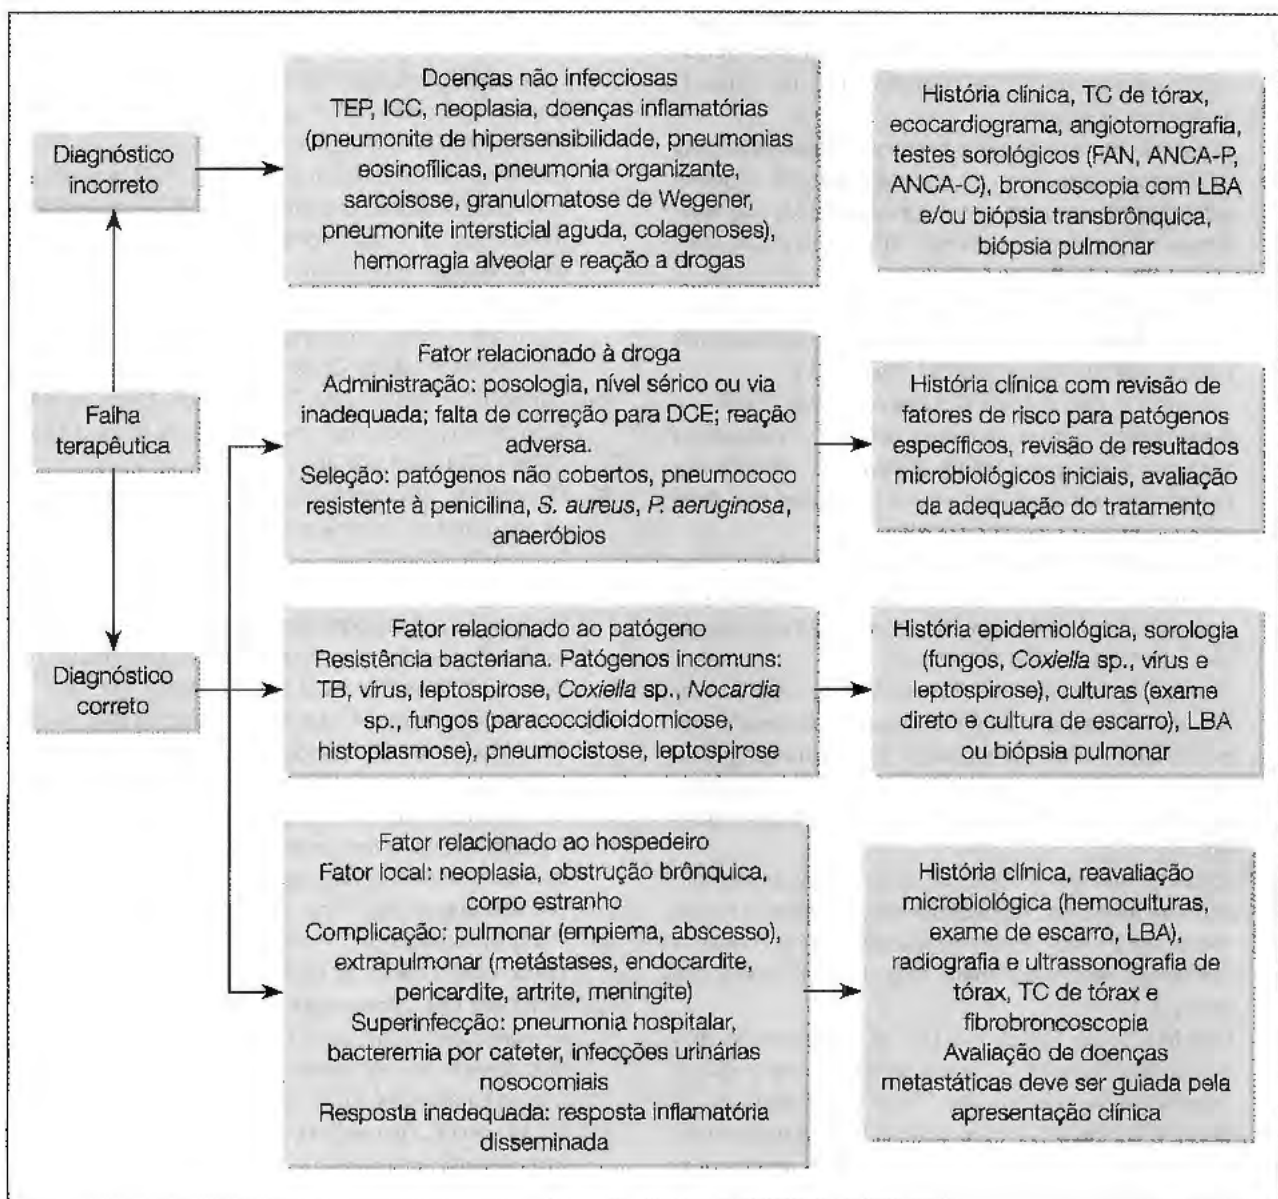 Diagnóstico
incorreto
Doenças não infecciosas
TEP, ICC, neoplasia, doenças inflamatórias
(pneumonite de hipersensibilidade, pneumonias
eosinofílicas, pneumonia organizante,
sarcoisose, granulomatose de Wegener,
pneumonite intersticial aguda, colagenoses),
hemorragia alveolar e reação a drogas
História clínica, TC de tórax,
ecocardiograma, angiotomografia,
testes sorológicos (FAN, ANCA-P,
ANCA-C), broncoscopia com LBA
e/ou biópsia transbrônquica,
biópsia pulmonar
Falha
terapêutica
Fator relacionado à droga
Administração: posologia, nível sérico ou via
inadequada; falta de correção para DCE; reação
adversa.
Seleção: patógenos não cobertos, pneumococo
resistente à penicilina, S. aureus, P. aeruginosa,
anaeróbios
História clínica com revisão de
fatores de risco para patógenos
específicos, revisão de resultados
microbiológicos iniciais, avaliação
da adequação do tratamento
Diagnóstico
correto
Fator relacionado ao patógeno
Resistência bacteriana. Patógenos incomuns:
TB, vírus, leptospirose, Coxiella sp., Nocardia
sp., fungos (paracoccidioidomicose,
histoplasmose), pneumocistose, leptospirose
História epidemiológica, sorologia
(fungos, Coxiella sp., vírus e
leptospirose), culturas (exame
direto e cultura de escarro), LBA
ou biópsia pulmonar
Fator relacionado ao hospedeiro
Fator local: neoplasia, obstrução brônquica,
corpo estranho
Complicação: pulmonar (empiema, abscesso),
extrapulmonar (metástases, endocardite,
pericardite, artrite, meningite)
Superinfecção: pneumonia hospitalar,
bacteremia por cateter, infecções urinárias
nosocomiais
Resposta inadequada: resposta inflamatória
disseminada
História clínica, reavaliação
microbiológica (hemoculturas,
exame de escarro, LBA),
radiografia e ultrassonografia de
tórax, TC de tórax e
fibrobroncoscopia
Avaliação de doenças
metastáticas deve ser guiada pela
apresentação clínica